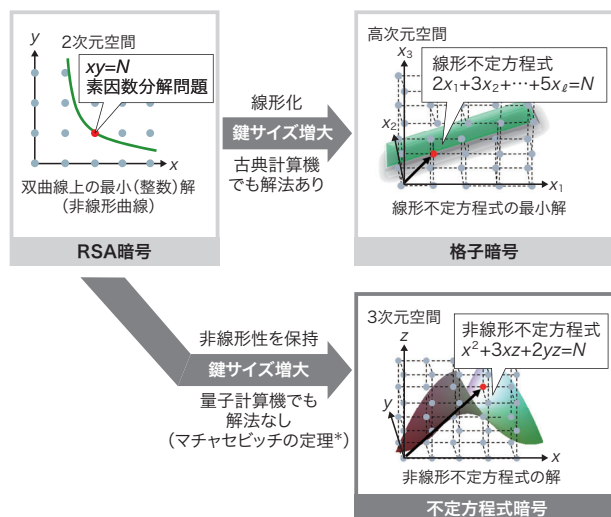 y
2次元空間
xy=N
素因数分解問題
x
双曲線上の最小(整数)解
(非線形曲線)
RSA暗号
線形化
鍵サイズ増大
古典計算機
でも解法あり
高次元空間
x₃
線形不定方程式
2x₁+3x₂+…+5xℓ=N
x₂
x₁
線形不定方程式の最小解
格子暗号
非線形性を保持
鍵サイズ増大
量子計算機でも
解法なし
(マチャセビッチの定理*)
3次元空間
z
非線形不定方程式
x²+3xz+2yz=N
y
x
非線形不定方程式の解
不定方程式暗号